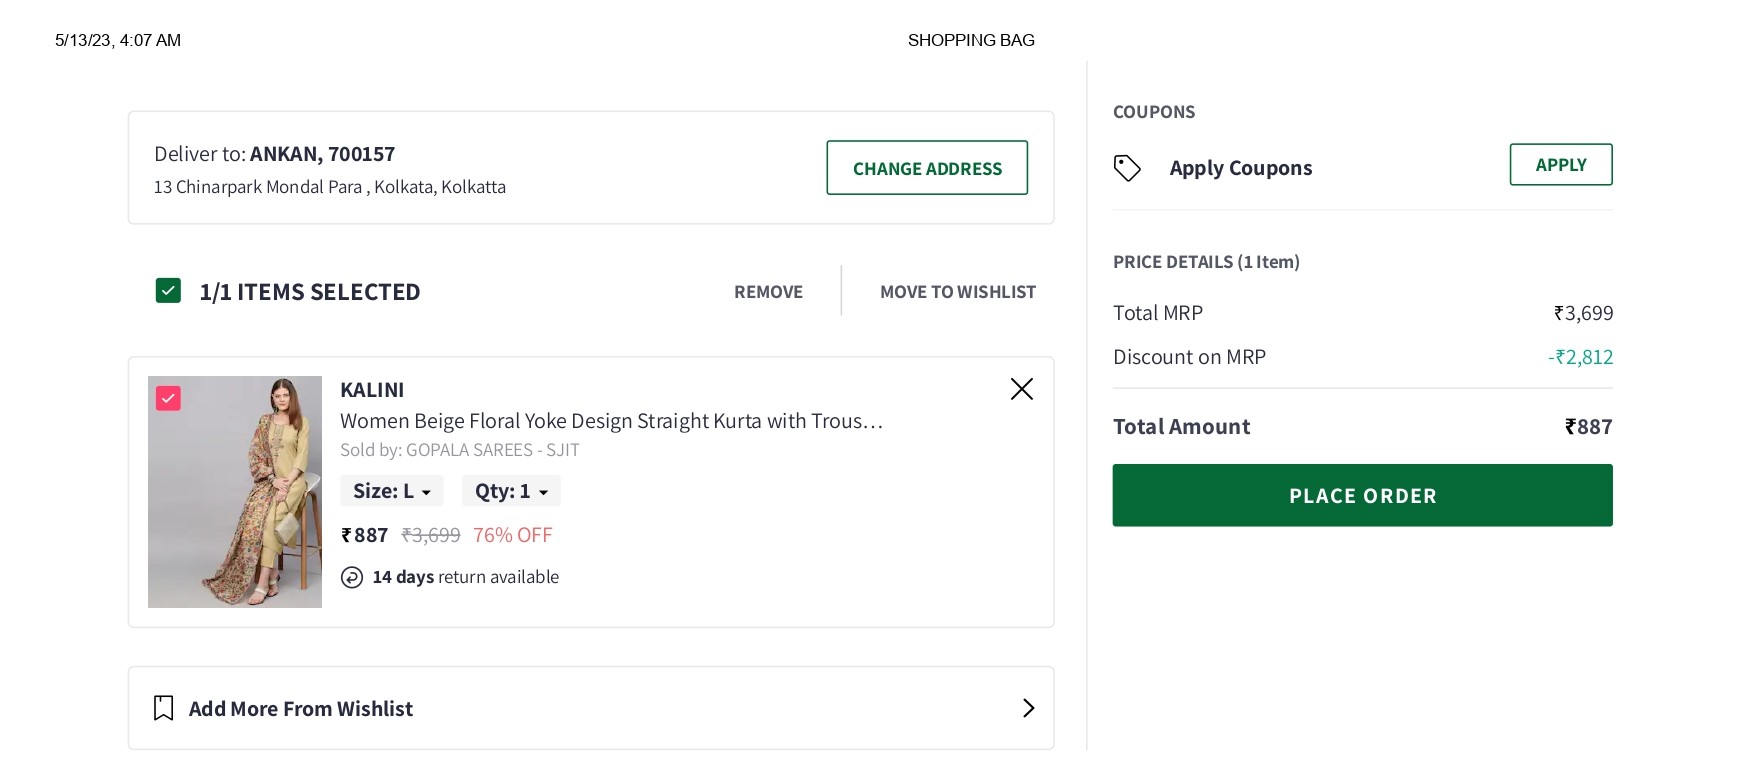 5/13/23, 4:07 AM
SHOPPING BAG
Deliver to: ANKAN, 700157
13 Chinarpark Mondal Para , Kolkata, Kolkatta
CHANGE ADDRESS
1/1 ITEMS SELECTED
REMOVE
MOVE TO WISHLIST
KALINI
Women Beige Floral Yoke Design Straight Kurta with Trous...
Sold by: GOPALA SAREES - SJIT
Size: L
Qty: 1
₹887 ₹3,699 76% OFF
14 days return available
Add More From Wishlist
COUPONS
Apply Coupons
APPLY
PRICE DETAILS (1 Item)
Total MRP ₹3,699
Discount on MRP -₹2,812
Total Amount ₹887
PLACE ORDER